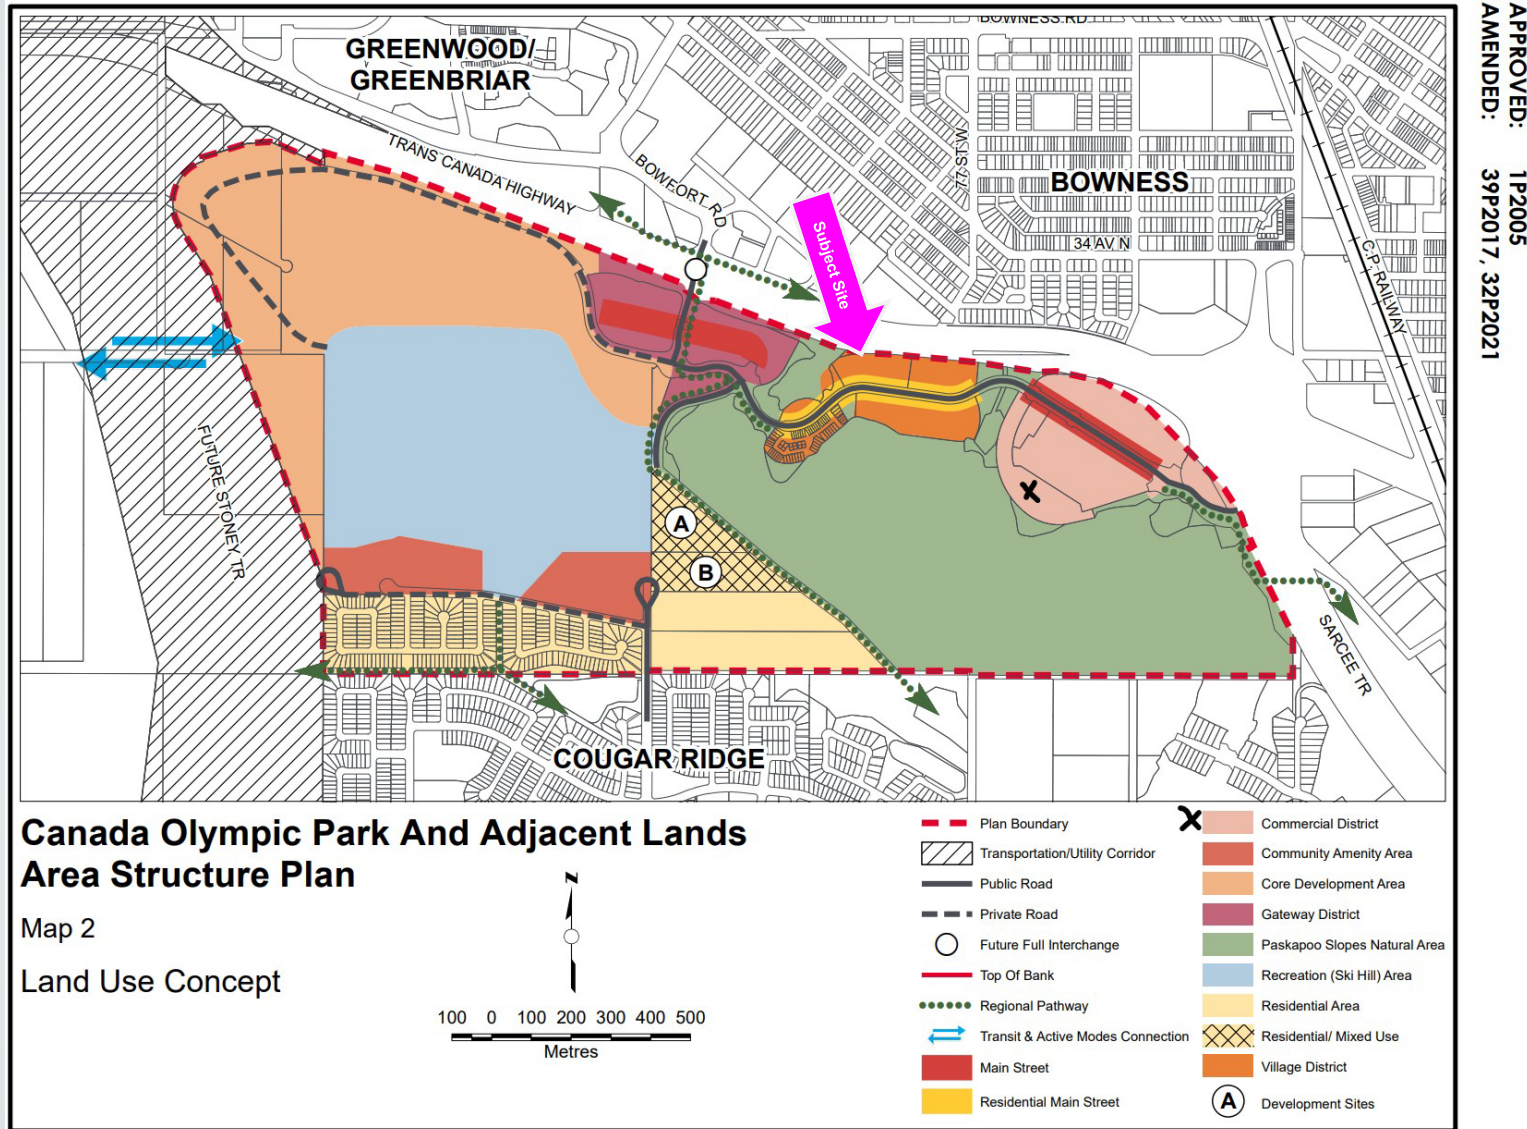 BOWNESS RD
GREENWOOD/
GREENBRIAR
TRANS CANADA HIGHWAY
BOWFORT RD
77 ST W
BOWNESS
34 AV N
C.P. RAILWAY
Subject Site
FUTURE STONEY TR
A
B
SARCEE TR
COUGAR RIDGE
APPROVED: 1P2005
AMENDED: 39P2017, 32P2021
Canada Olympic Park And Adjacent Lands
Area Structure Plan
Map 2
Land Use Concept
N
100 0 100 200 300 400 500
Metres
Plan Boundary
Transportation/Utility Corridor
Public Road
Private Road
Future Full Interchange
Top Of Bank
Regional Pathway
Transit & Active Modes Connection
Main Street
Residential Main Street
Commercial District
Community Amenity Area
Core Development Area
Gateway District
Paskapoo Slopes Natural Area
Recreation (Ski Hill) Area
Residential Area
Residential/ Mixed Use
Village District
A Development Sites